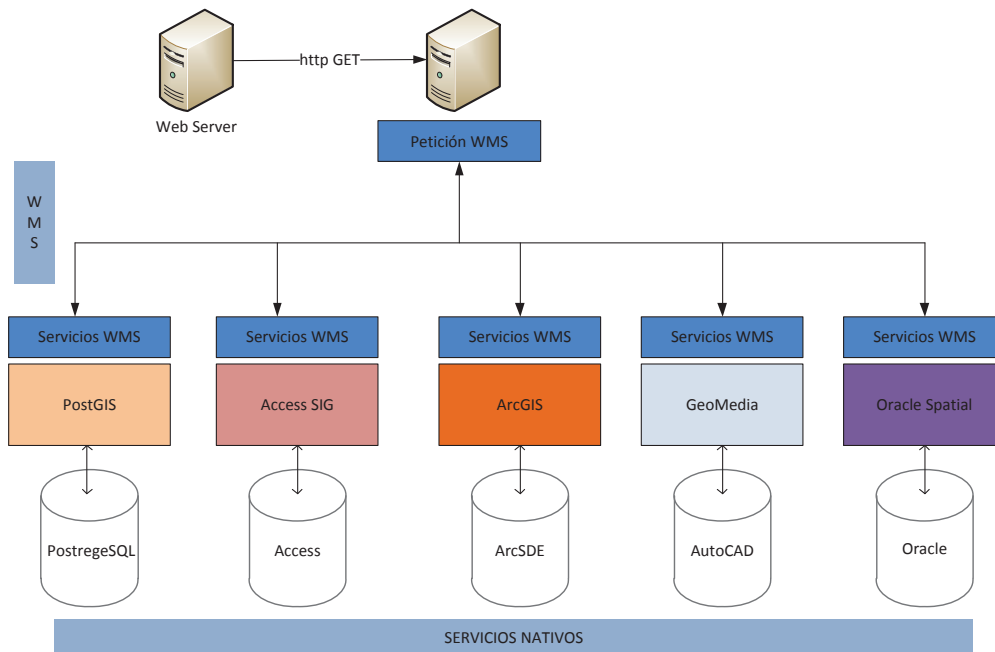 http GET
Web Server
Petición WMS
W
M
S
Servicios WMS
Servicios WMS
Servicios WMS
Servicios WMS
Servicios WMS
PostGIS
Access SIG
ArcGIS
GeoMedia
Oracle Spatial
PostregeSQL
Access
ArcSDE
AutoCAD
Oracle
SERVICIOS NATIVOS